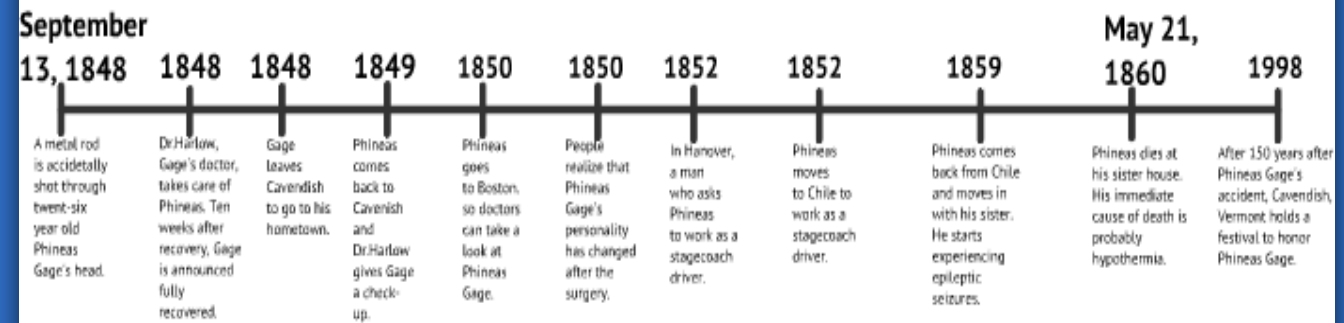 September
13, 1848
A metal rod
is accidetally
shot through
twent-six
year old
Phineas
Gage's head.
1848
Dr.Harlow,
Gage's doctor,
takes care of
Phineas. Ten
weeks after
recovery, Gage
is announced
fully
recovered.
1848
Gage
leaves
Cavendish
to go to his
hometown.
1849
Phineas
comes
back to
Cavenish
and
Dr.Harlow
gives Gage
a check-
up.
1850
Phineas
goes
to Boston,
so doctors
can take a
look at
Phineas
Gage.
1850
People
realize that
Phineas
Gage's
personality
has changed
after the
surgery.
1852
In Hanover,
a man
who asks
Phineas
to work as a
stagecoach
driver.
1852
Phineas
moves
to Chile to
work as a
stagecoach
driver.
1859
Phineas comes
back from Chile
and moves in
with his sister.
He starts
experiencing
epileptic
seizures.
May 21,
1860
Phineas dies at
his sister house.
His immediate
cause of death is
probably
hypothermia.
1998
After 150 years after
Phineas Gage's
accident, Cavendish,
Vermont holds a
festival to honor
Phineas Gage.